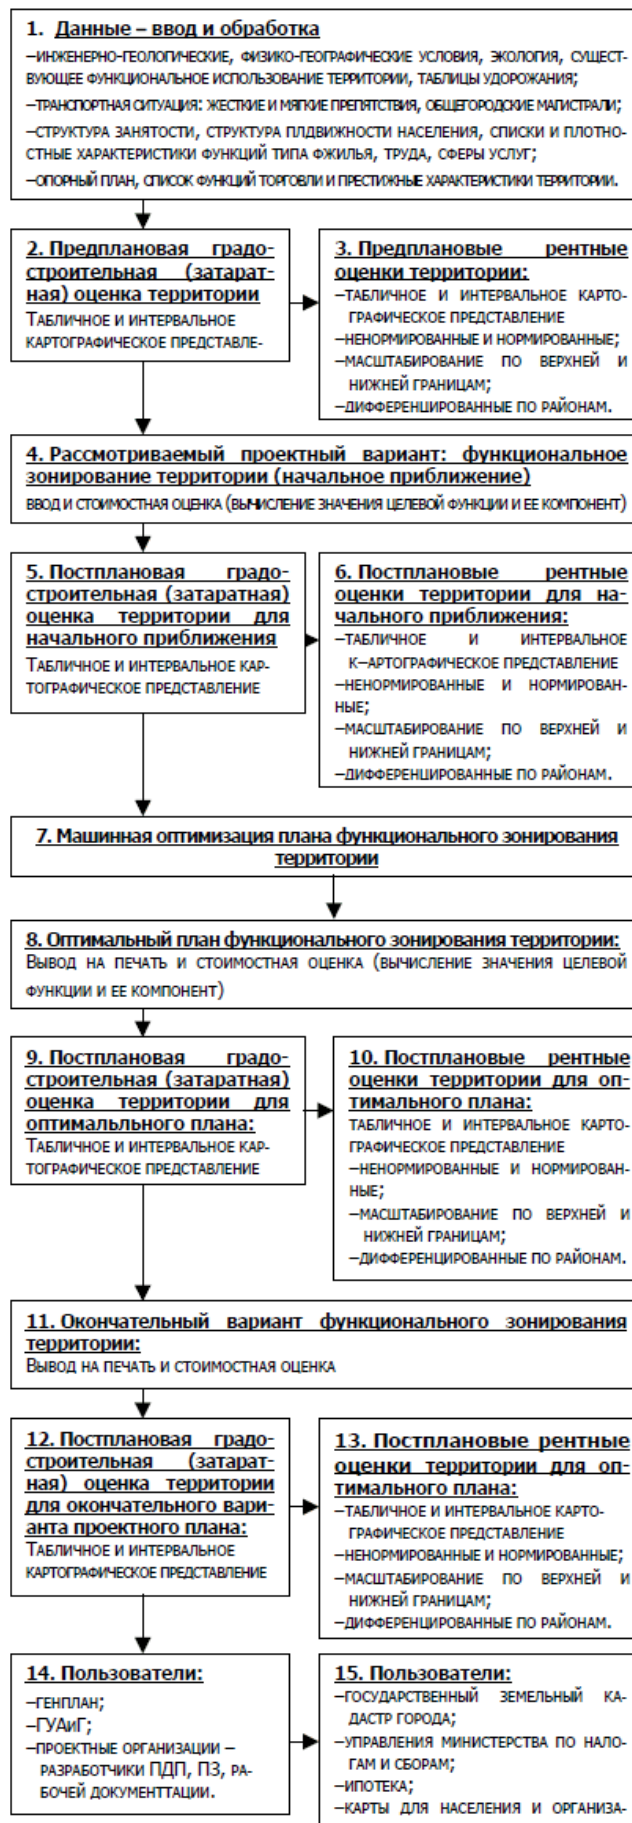 1. Данные – ввод и обработка
–ИНЖЕНЕРНО-ГЕОЛОГИЧЕСКИЕ, ФИЗИКО-ГЕОГРАФИЧЕСКИЕ УСЛОВИЯ, ЭКОЛОГИЯ, СУЩЕСТ-
ВУЮЩЕЕ ФУНКЦИОНАЛЬНОЕ ИСПОЛЬЗОВАНИЕ ТЕРРИТОРИИ, ТАБЛИЦЫ УДОРОЖАНИЯ;
–ТРАНСПОРТНАЯ СИТУАЦИЯ: ЖЕСТКИЕ И МЯГКИЕ ПРЕПЯТСТВИЯ, ОБЩЕГОРОДСКИЕ МАГИСТРАЛИ;
–СТРУКТУРА ЗАНЯТОСТИ, СТРУКТУРА ПЛДВИЖНОСТИ НАСЕЛЕНИЯ, СПИСКИ И ПЛОТНО-
СТНЫЕ ХАРАКТЕРИСТИКИ ФУНКЦИЙ ТИПА ФЖИЛЬЯ, ТРУДА, СФЕРЫ УСЛУГ;
–ОПОРНЫЙ ПЛАН, СПИСОК ФУНКЦИЙ ТОРГОВЛИ И ПРЕСТИЖНЫЕ ХАРАКТЕРИСТИКИ ТЕРРИТОРИИ.
2. Предплановая градо-
строительная (затарат-
ная) оценка территории
ТАБЛИЧНОЕ И ИНТЕРВАЛЬНОЕ
КАРТОГРАФИЧЕСКОЕ ПРЕДСТАВЛЕ-
3. Предплановые рентные
оценки территории:
–ТАБЛИЧНОЕ И ИНТЕРВАЛЬНОЕ КАРТО-
ГРАФИЧЕСКОЕ ПРЕДСТАВЛЕНИЕ
–НЕНОРМИРОВАННЫЕ И НОРМИРОВАННЫЕ;
–МАСШТАБИРОВАНИЕ ПО ВЕРХНЕЙ И
НИЖНЕЙ ГРАНИЦАМ;
–ДИФФЕРЕНЦИРОВАННЫЕ ПО РАЙОНАМ.
4. Рассмотриваемый проектный вариант: функциональное
зонирование территории (начальное приближение)
ВВОД И СТОИМОСТНАЯ ОЦЕНКА (ВЫЧИСЛЕНИЕ ЗНАЧЕНИЯ ЦЕЛЕВОЙ ФУНКЦИИ И ЕЕ КОМПОНЕНТ)
5. Постплановая градо-
строительная (затаратная)
оценка территории для
начального приближения
ТАБЛИЧНОЕ И ИНТЕРВАЛЬНОЕ КАР-
ТОГРАФИЧЕСКОЕ ПРЕДСТАВЛЕНИЕ
6. Постплановые рентные
оценки территории для на-
чального приближения:
–ТАБЛИЧНОЕ И ИНТЕРВАЛЬНОЕ
К–АРТОГРАФИЧЕСКОЕ ПРЕДСТАВЛЕНИЕ
–НЕНОРМИРОВАННЫЕ И НОРМИРОВАН-
НЫЕ;
–МАСШТАБИРОВАНИЕ ПО ВЕРХНЕЙ И
НИЖНЕЙ ГРАНИЦАМ;
–ДИФФЕРЕНЦИРОВАННЫЕ ПО РАЙОНАМ.
7. Машинная оптимизация плана функционального зонирования
территории
8. Оптимальный план функционального зонирования территории:
ВЫВОД НА ПЕЧАТЬ И СТОИМОСТНАЯ ОЦЕНКА (ВЫЧИСЛЕНИЕ ЗНАЧЕНИЯ ЦЕЛЕВОЙ
ФУНКЦИИ И ЕЕ КОМПОНЕНТ)
9. Постплановая градо-
строительная (затаратная)
оценка территории для
оптимальльного плана:
ТАБЛИЧНОЕ И ИНТЕРВАЛЬНОЕ КАР-
ТОГРАФИЧЕСКОЕ ПРЕДСТАВЛЕНИЕ
10. Постплановые рентные
оценки территории для оп-
тимального плана:
ТАБЛИЧНОЕ И ИНТЕРВАЛЬНОЕ КАРТО-
ГРАФИЧЕСКОЕ ПРЕДСТАВЛЕНИЕ
–НЕНОРМИРОВАННЫЕ И НОРМИРОВАН-
НЫЕ;
–МАСШТАБИРОВАНИЕ ПО ВЕРХНЕЙ И
НИЖНЕЙ ГРАНИЦАМ;
–ДИФФЕРЕНЦИРОВАННЫЕ ПО РАЙОНАМ.
11. Окончательный вариант функционального зонирования
территории:
ВЫВОД НА ПЕЧАТЬ И СТОИМОСТНАЯ ОЦЕНКА
12. Постплановая градо-
строительная (затарат-
ная) оценка территории
для окончательного вари-
анта проектного плана:
ТАБЛИЧНОЕ И ИНТЕРВАЛЬНОЕ
КАРТОГРАФИЧЕСКОЕ ПРЕДСТАВЛЕНИЕ
13. Постплановые рентные
оценки территории для оп-
тимального плана:
–ТАБЛИЧНОЕ И ИНТЕРВАЛЬНОЕ КАРТО-
ГРАФИЧЕСКОЕ ПРЕДСТАВЛЕНИЕ
–НЕНОРМИРОВАННЫЕ И НОРМИРОВАННЫЕ;
–МАСШТАБИРОВАНИЕ ПО ВЕРХНЕЙ И
НИЖНЕЙ ГРАНИЦАМ;
–ДИФФЕРЕНЦИРОВАННЫЕ ПО РАЙОНАМ.
14. Пользователи:
–ГЕНПЛАН;
–ГУАиГ;
–ПРОЕКТНЫЕ ОРГАНИЗАЦИИ –
РАЗРАБОТЧИКИ ПДП, ПЗ, РА-
БОЧЕЙ ДОКУМЕНТТАЦИИ.
15. Пользователи:
–ГОСУДАРСТВЕННЫЙ ЗЕМЕЛЬНЫЙ КА-
ДАСТР ГОРОДА;
–УПРАВЛЕНИЯ МИНИСТЕРСТВА ПО НАЛО-
ГАМ И СБОРАМ;
–ИПОТЕКА;
–КАРТЫ ДЛЯ НАСЕЛЕНИЯ И ОРГАНИЗА-